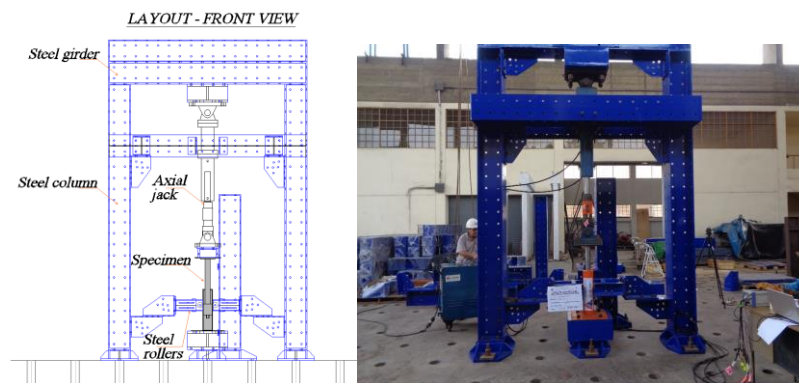 LAYOUT - FRONT VIEW
Steel girder
Steel column
Axial
jack
Specimen
Steel
rollers